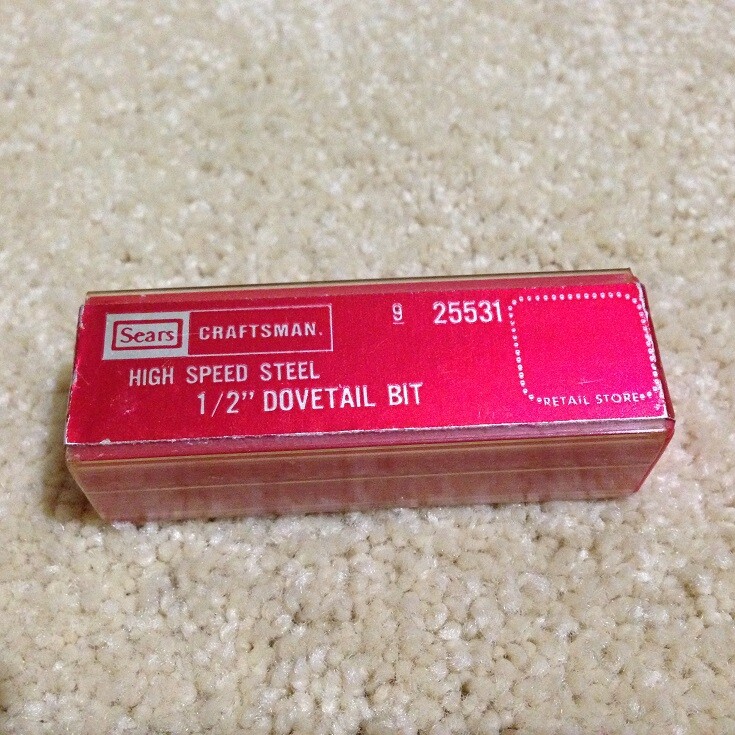 Sears CRAFTSMAN. 9 25531
HIGH SPEED STEEL
1/2" DOVETAIL BIT
RETAIL STORE